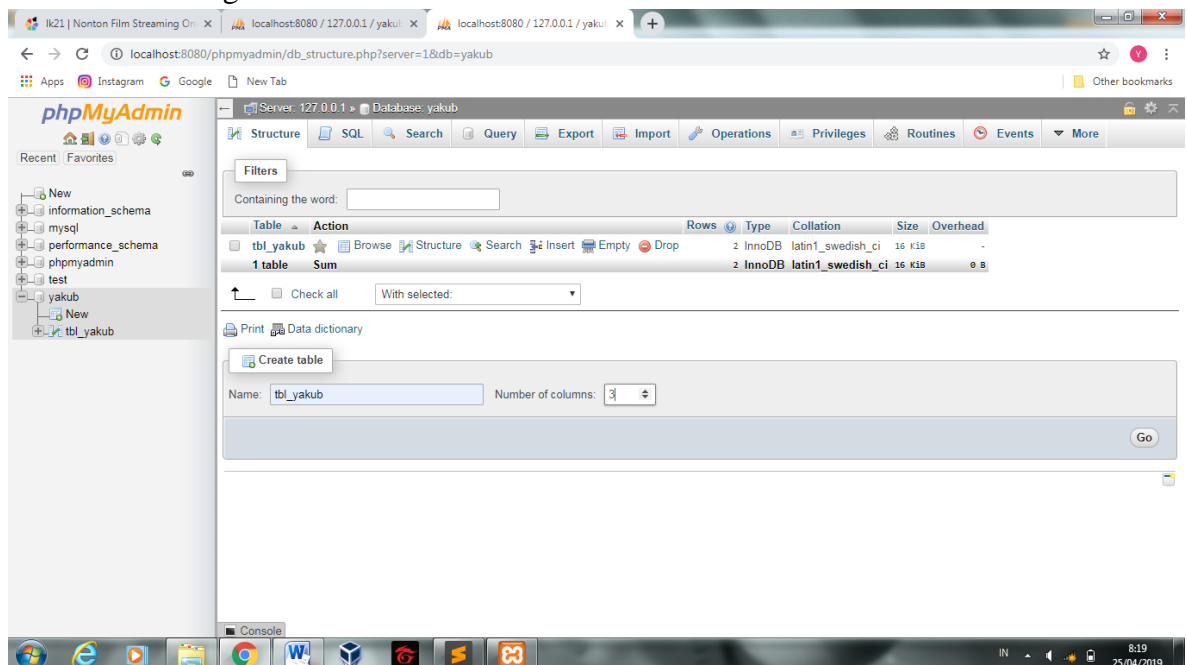 lk21 | Nonton Film Streaming On
localhost:8080 / 127.0.0.1 / yakub
localhost:8080 / 127.0.0.1 / yakub
localhost:8080/phpmyadmin/db_structure.php?server=1&db=yakub
Y
Apps Instagram G Google New Tab Other bookmarks
phpMyAdmin
Recent Favorites
New
information_schema
mysql
performance_schema
phpmyadmin
test
yakub
New
tbl_yakub
Server: 127.0.0.1 » Database: yakub
Structure SQL Search Query Export Import Operations Privileges Routines Events More
Filters
Containing the word:
Table Action Rows Type Collation Size Overhead
tbl_yakub Browse Structure Search Insert Empty Drop 2 InnoDB latin1_swedish_ci 16 KiB -
1 table Sum 2 InnoDB latin1_swedish_ci 16 KiB 0 B
Check all With selected:
Print Data dictionary
Create table
Name: tbl_yakub Number of columns: 3
Go
Console
IN 8:19
25/04/2019